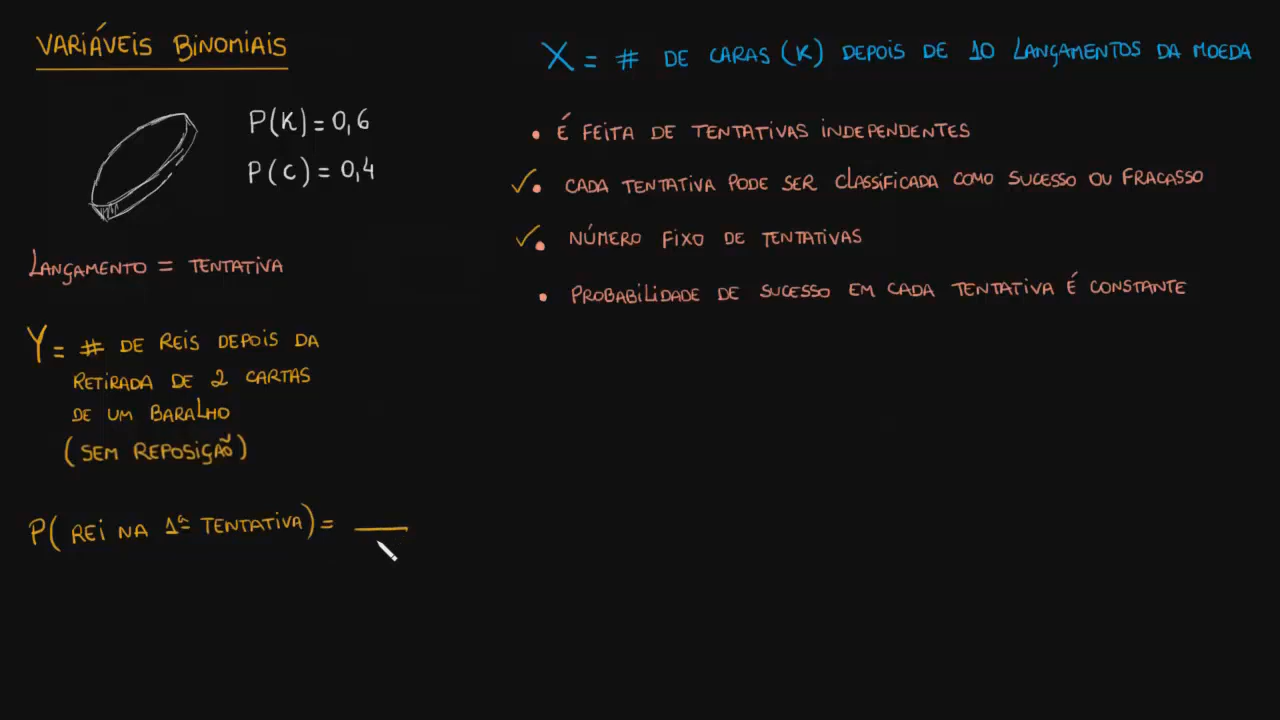 VARIÁVEIS BINOMIAIS
P(K) = 0,6
P(C) = 0,4
LANÇAMENTO = TENTATIVA
Y = # DE REIS DEPOIS DA
RETIRADA DE 2 CARTAS
DE UM BARALHO
(SEM REPOSIÇÃO)
P( REI NA 1ª TENTATIVA) =
X = # DE CARAS (K) DEPOIS DE 10 LANÇAMENTOS DA MOEDA
• É FEITA DE TENTATIVAS INDEPENDENTES
✓• CADA TENTATIVA PODE SER CLASSIFICADA COMO SUCESSO OU FRACASSO
✓• NÚMERO FIXO DE TENTATIVAS
• PROBABILIDADE DE SUCESSO EM CADA TENTATIVA É CONSTANTE